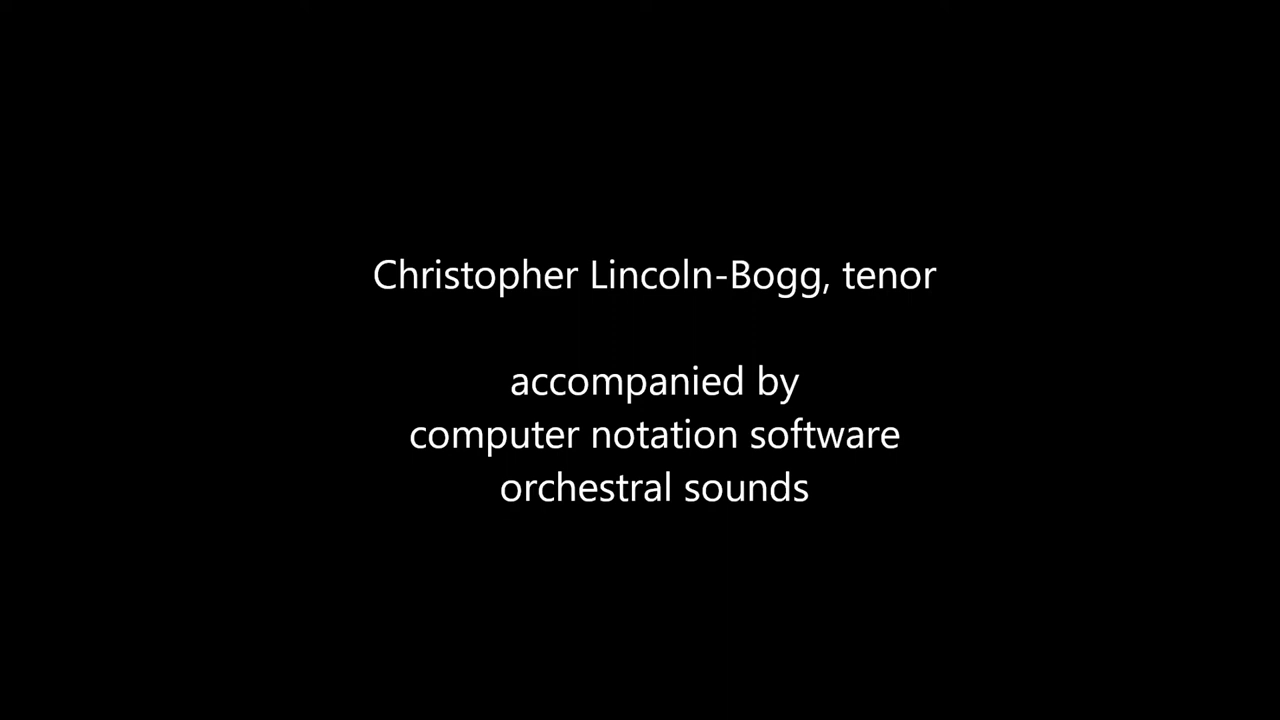 Christopher Lincoln-Bogg, tenor
accompanied by
computer notation software
orchestral sounds